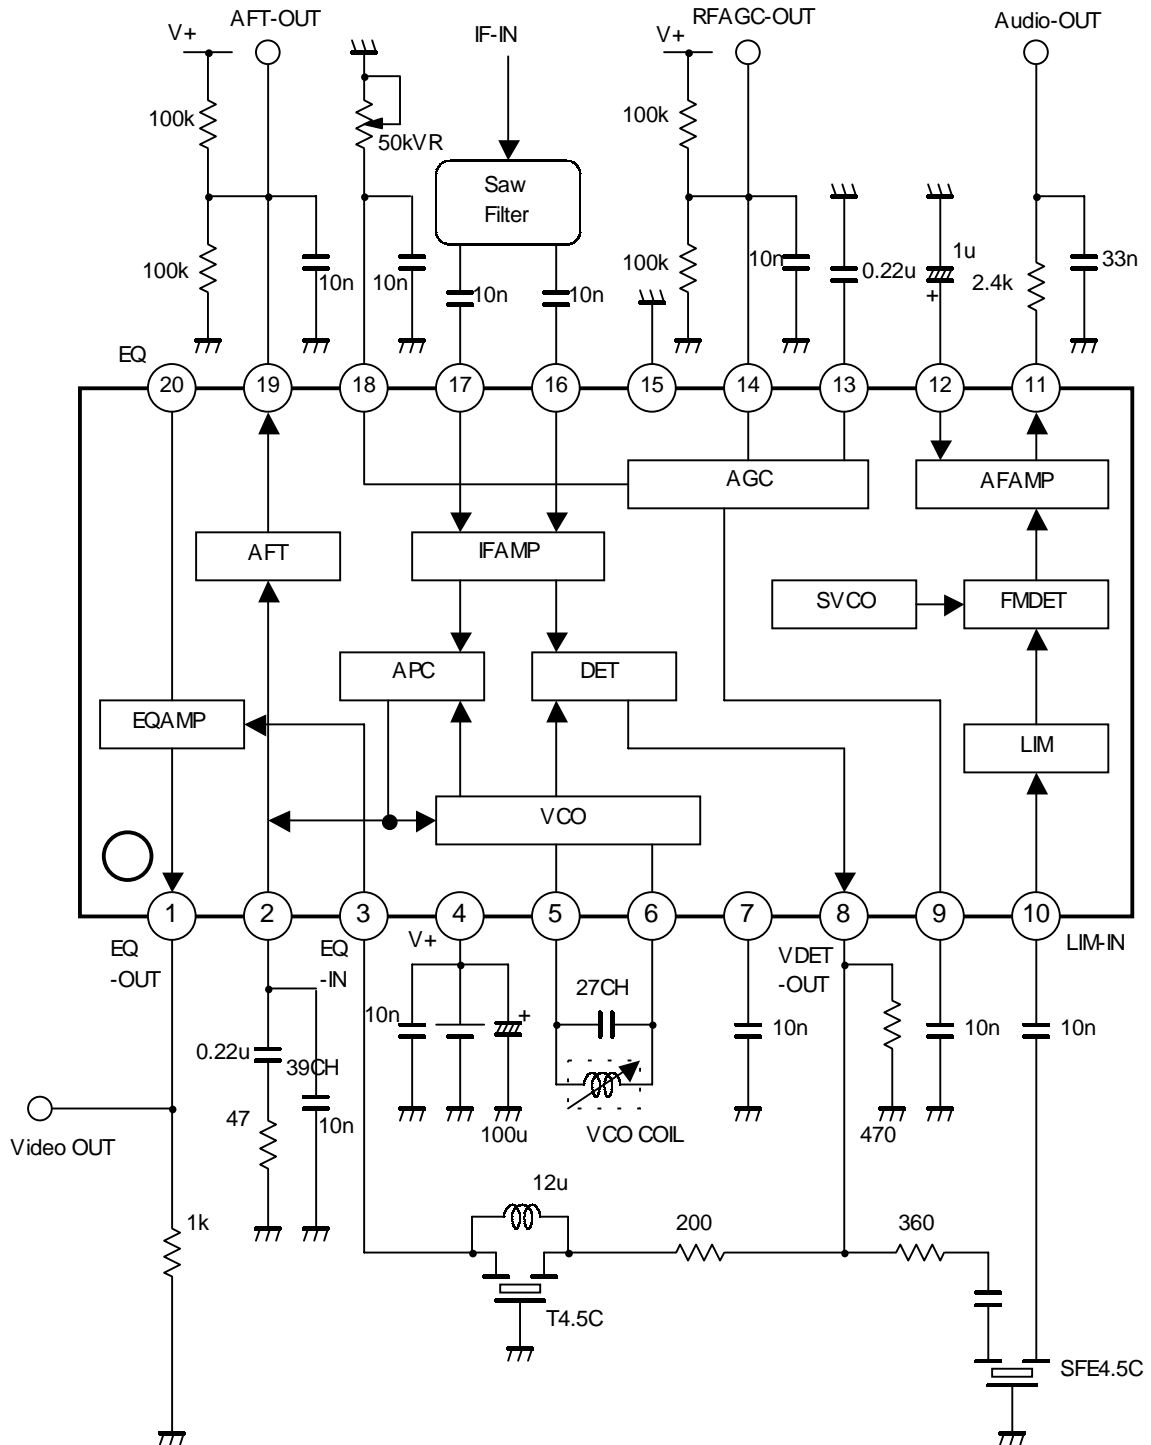 AFT-OUT
RFAGC-OUT
Audio-OUT
V+
IF-IN
V+
100k
50kVR
100k
Saw
Filter
100k
10n
10n
10n
10n
100k
10n
0.22u
1u
+
2.4k
33n
EQ
20
19
18
17
16
15
14
13
12
11
AGC
AFAMP
AFT
IFAMP
SVCO
FMDET
APC
DET
EQAMP
LIM
VCO
1
2
3
4
5
6
7
8
9
10
EQ
-OUT
EQ
-IN
V+
VDET
-OUT
LIM-IN
10n
+
27CH
10n
10n
10n
0.22u
39CH
47
10n
100u
VCO COIL
470
Video OUT
12u
1k
200
360
T4.5C
SFE4.5C